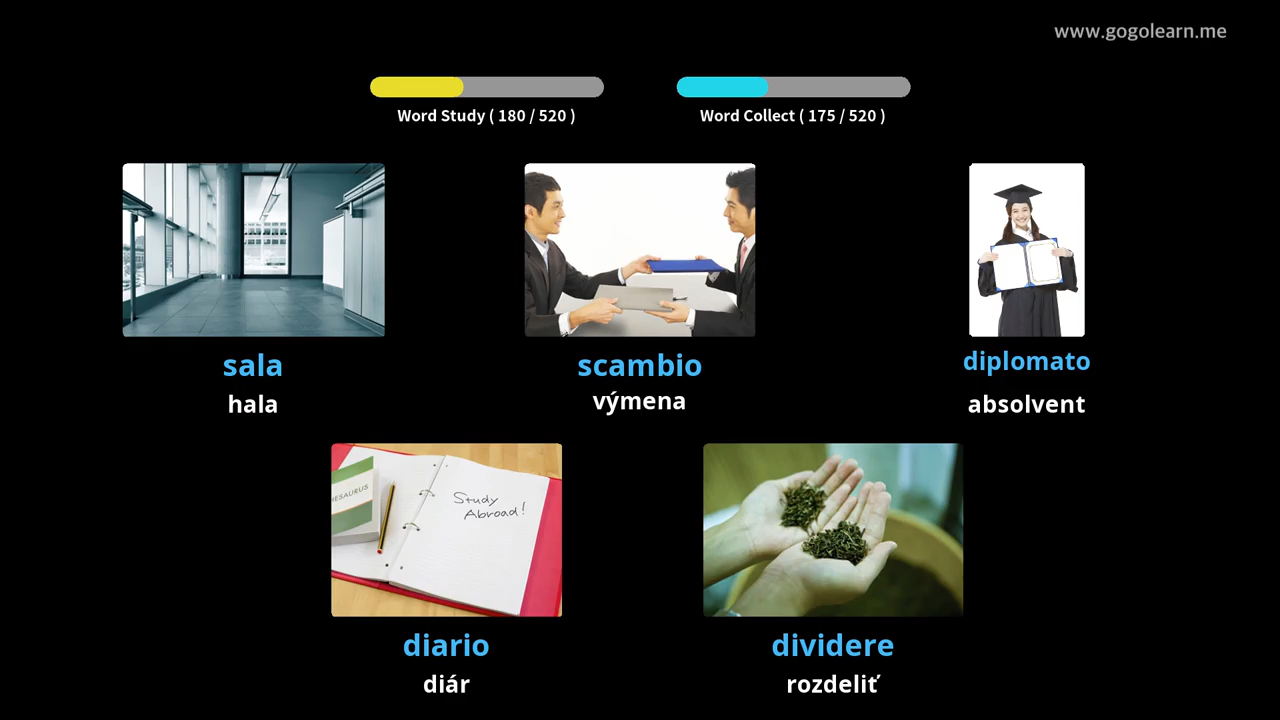 www.gogolearn.me
Word Study ( 180 / 520 )
Word Collect ( 175 / 520 )
sala
hala
scambio
výmena
diplomato
absolvent
HESAURUS
Study
Abroad!
diario
diár
dividere
rozdeliť